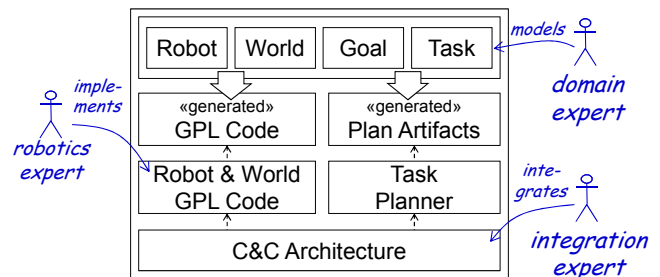 Robot World Goal Task
models
domain
expert
imple-
ments
«generated» «generated»
GPL Code Plan Artifacts
robotics
expert
Robot & World Task
GPL Code Planner
inte-
grates
C&C Architecture
integration
expert